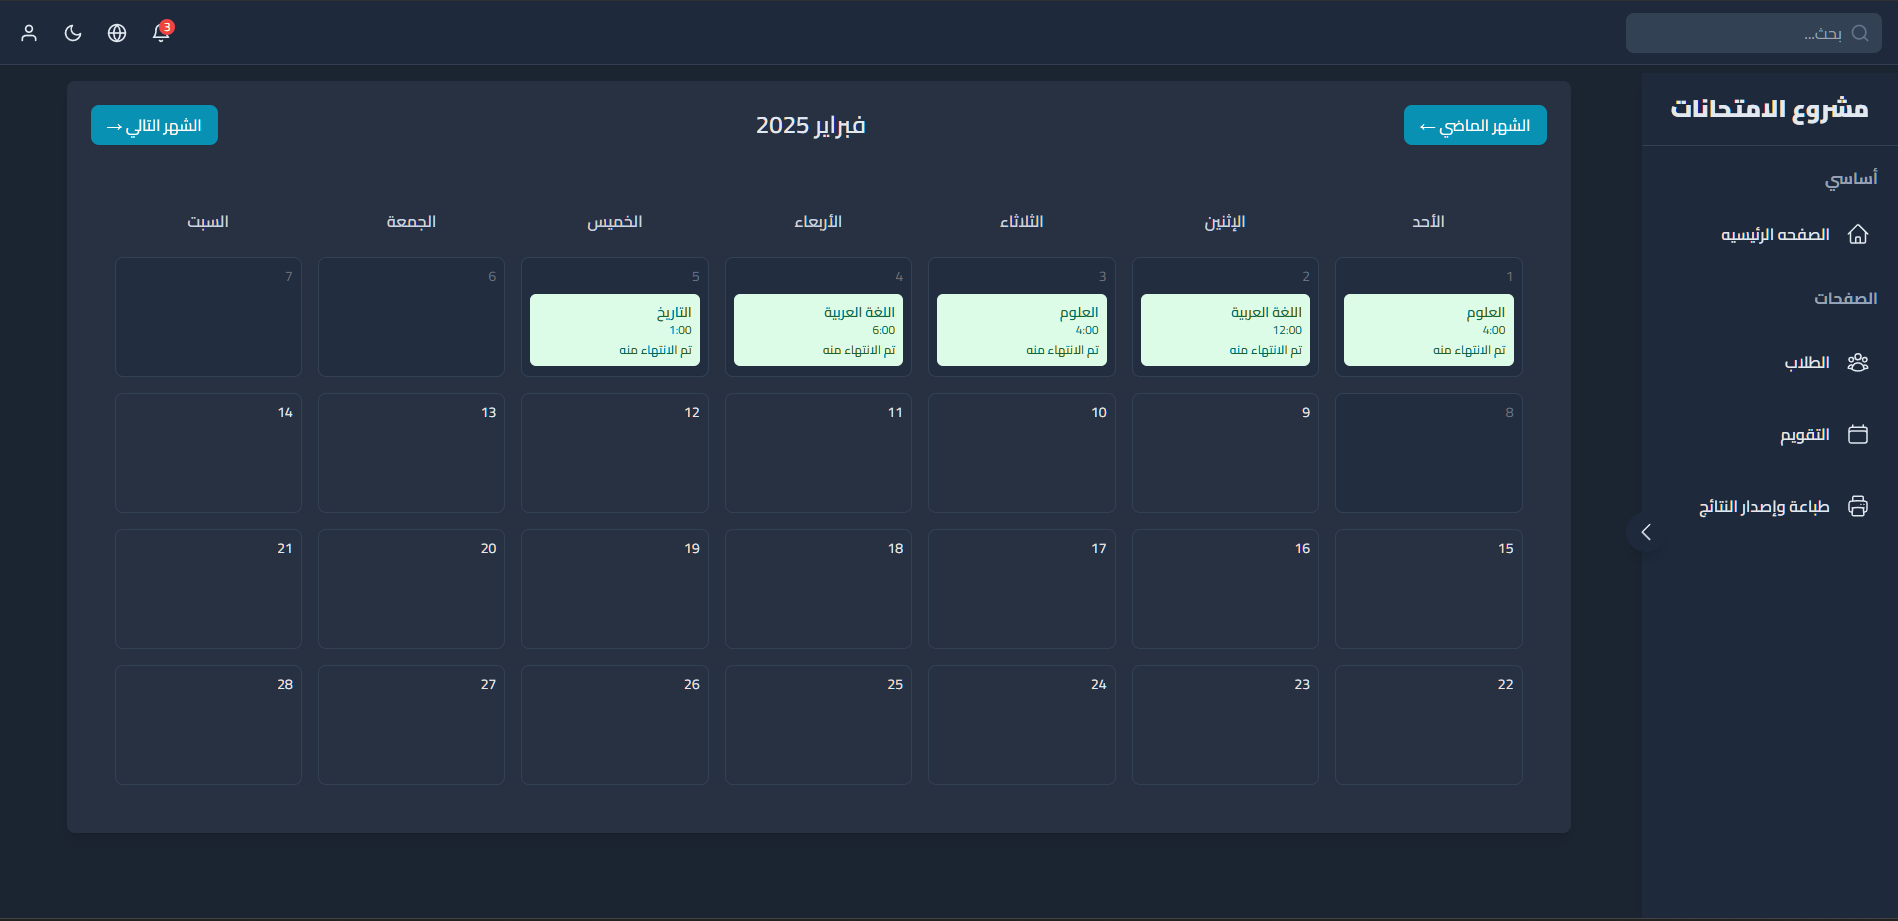 بحث...
3
مشروع الامتحانات
أساسي
الصفحه الرئيسيه
الصفحات
الطلاب
التقويم
طباعة وإصدار النتائج
الشهر الماضي ←
فبراير 2025
الشهر التالي →
الأحد
الإثنين
الثلاثاء
الأربعاء
الخميس
الجمعة
السبت
1
العلوم
4:00
تم الانتهاء منه
2
اللغة العربية
12:00
تم الانتهاء منه
3
العلوم
4:00
تم الانتهاء منه
4
اللغة العربية
6:00
تم الانتهاء منه
5
التاريخ
1:00
تم الانتهاء منه
6
7
8
9
10
11
12
13
14
15
16
17
18
19
20
21
22
23
24
25
26
27
28